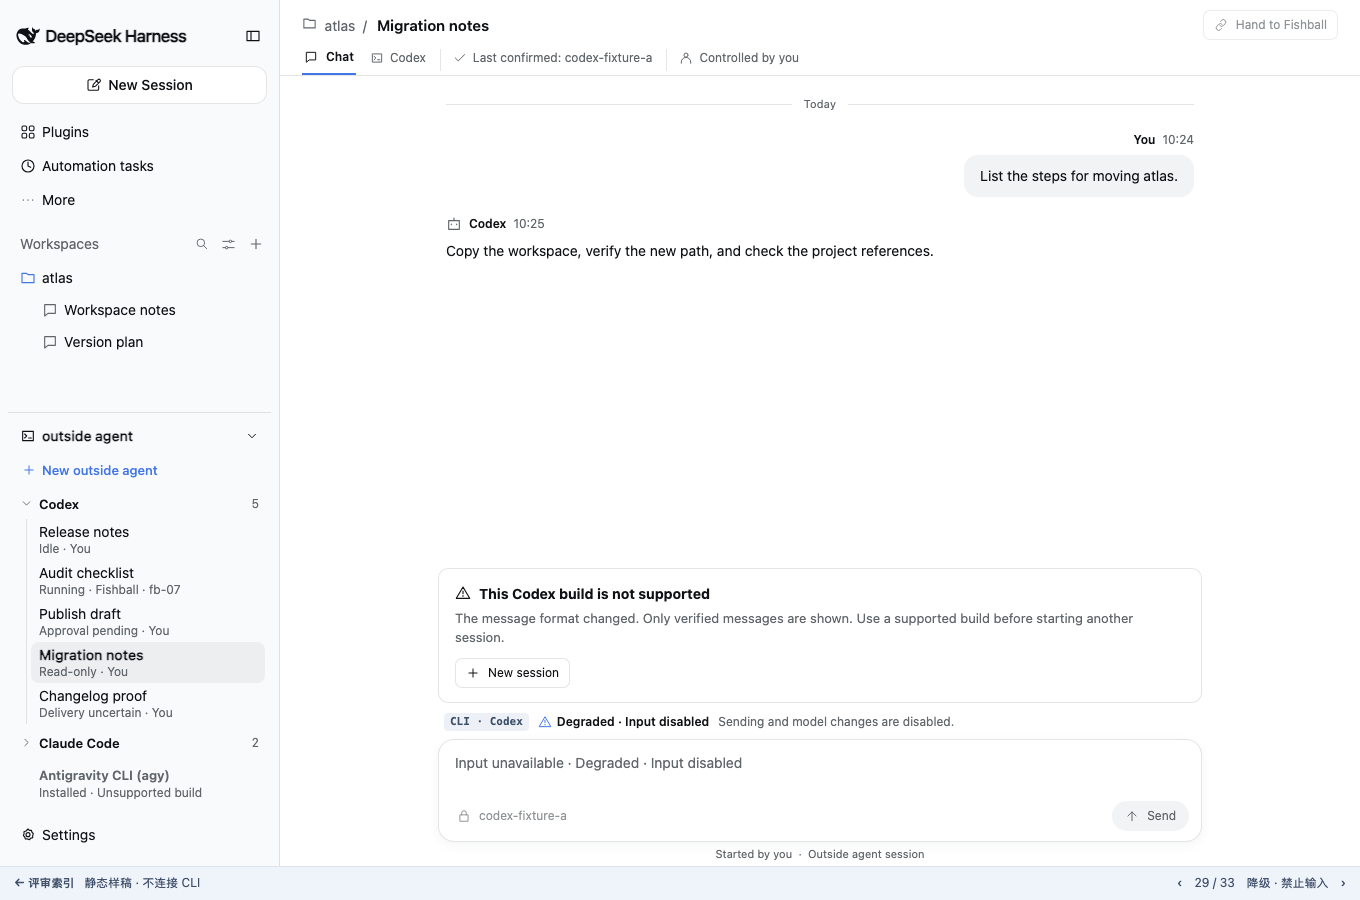 DeepSeek Harness
New Session
Plugins
Automation tasks
More
Workspaces
atlas
Workspace notes
Version plan
outside agent
New outside agent
Codex 5
Release notes
Idle · You
Audit checklist
Running · Fishball · fb-07
Publish draft
Approval pending · You
Migration notes
Read-only · You
Changelog proof
Delivery uncertain · You
Claude Code 2
Antigravity CLI (agy)
Installed · Unsupported build
Settings
atlas / Migration notes
Hand to Fishball
Chat Codex Last confirmed: codex-fixture-a Controlled by you
Today
You 10:24
List the steps for moving atlas.
Codex 10:25
Copy the workspace, verify the new path, and check the project references.
This Codex build is not supported
The message format changed. Only verified messages are shown. Use a supported build before starting another
session.
New session
CLI · Codex Degraded · Input disabled Sending and model changes are disabled.
Input unavailable · Degraded · Input disabled
codex-fixture-a
Send
Started by you · Outside agent session
← 评审索引 静态样稿 · 不连接 CLI
‹ 29 / 33 降级 · 禁止输入 ›